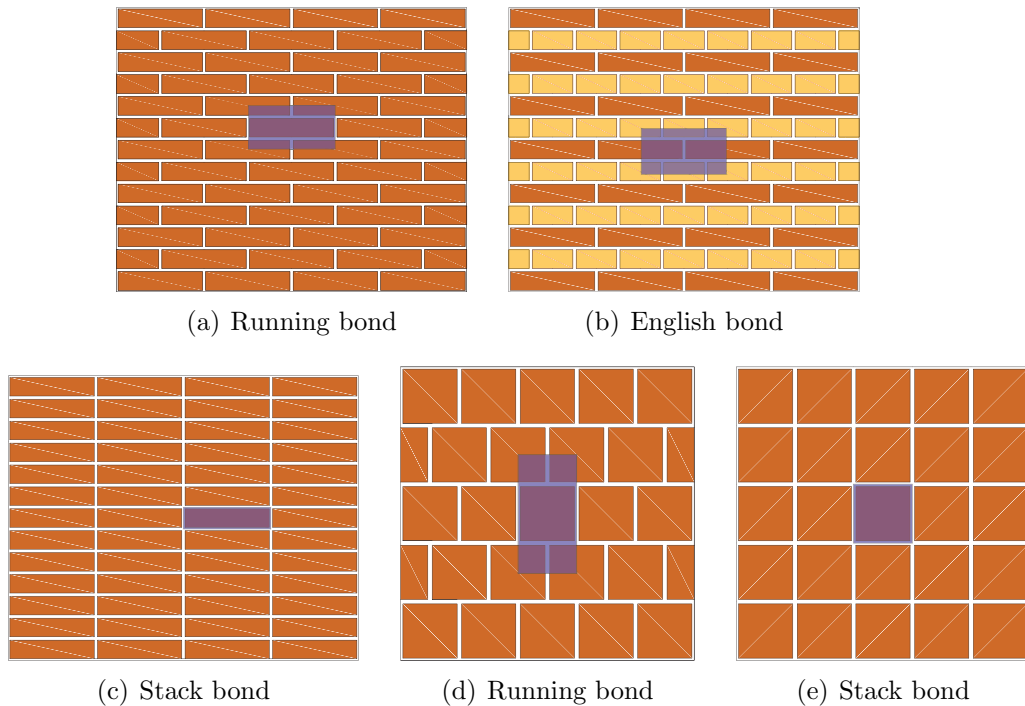 (a) Running bond
(b) English bond
(c) Stack bond
(d) Running bond
(e) Stack bond